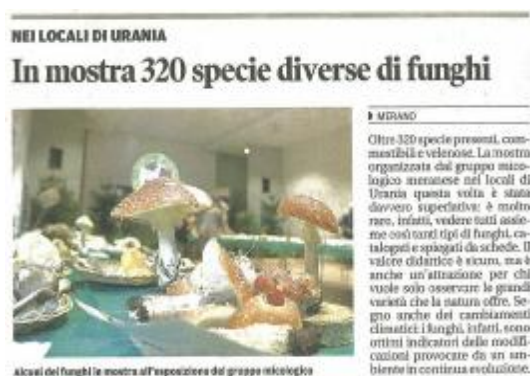 NEI LOCALI DI URANIA
In mostra 320 specie diverse di funghi
MERANO
Oltre 320 specie presenti, com-
mestibili e velenose. La mostra
organizzata dal gruppo mico-
logico meranese nei locali di
Urania questa volta è stata
davvero superlativa: è molto
raro, infatti, vedere tutti assie-
me così tanti tipi di funghi, ca-
talogati e spiegati da schede. Il
valore didattico è sicuro, ma è
anche un'attrazione per chi
vuole solo osservare le grandi
varietà che la natura offre. Se-
gno anche dei cambiamenti
climatici: i funghi, infatti, sono
ottimi indicatori delle modifi-
cazioni provocate da un am-
biente in continua evoluzione.
Alcuni dei funghi in mostra all'esposizione del gruppo micologico